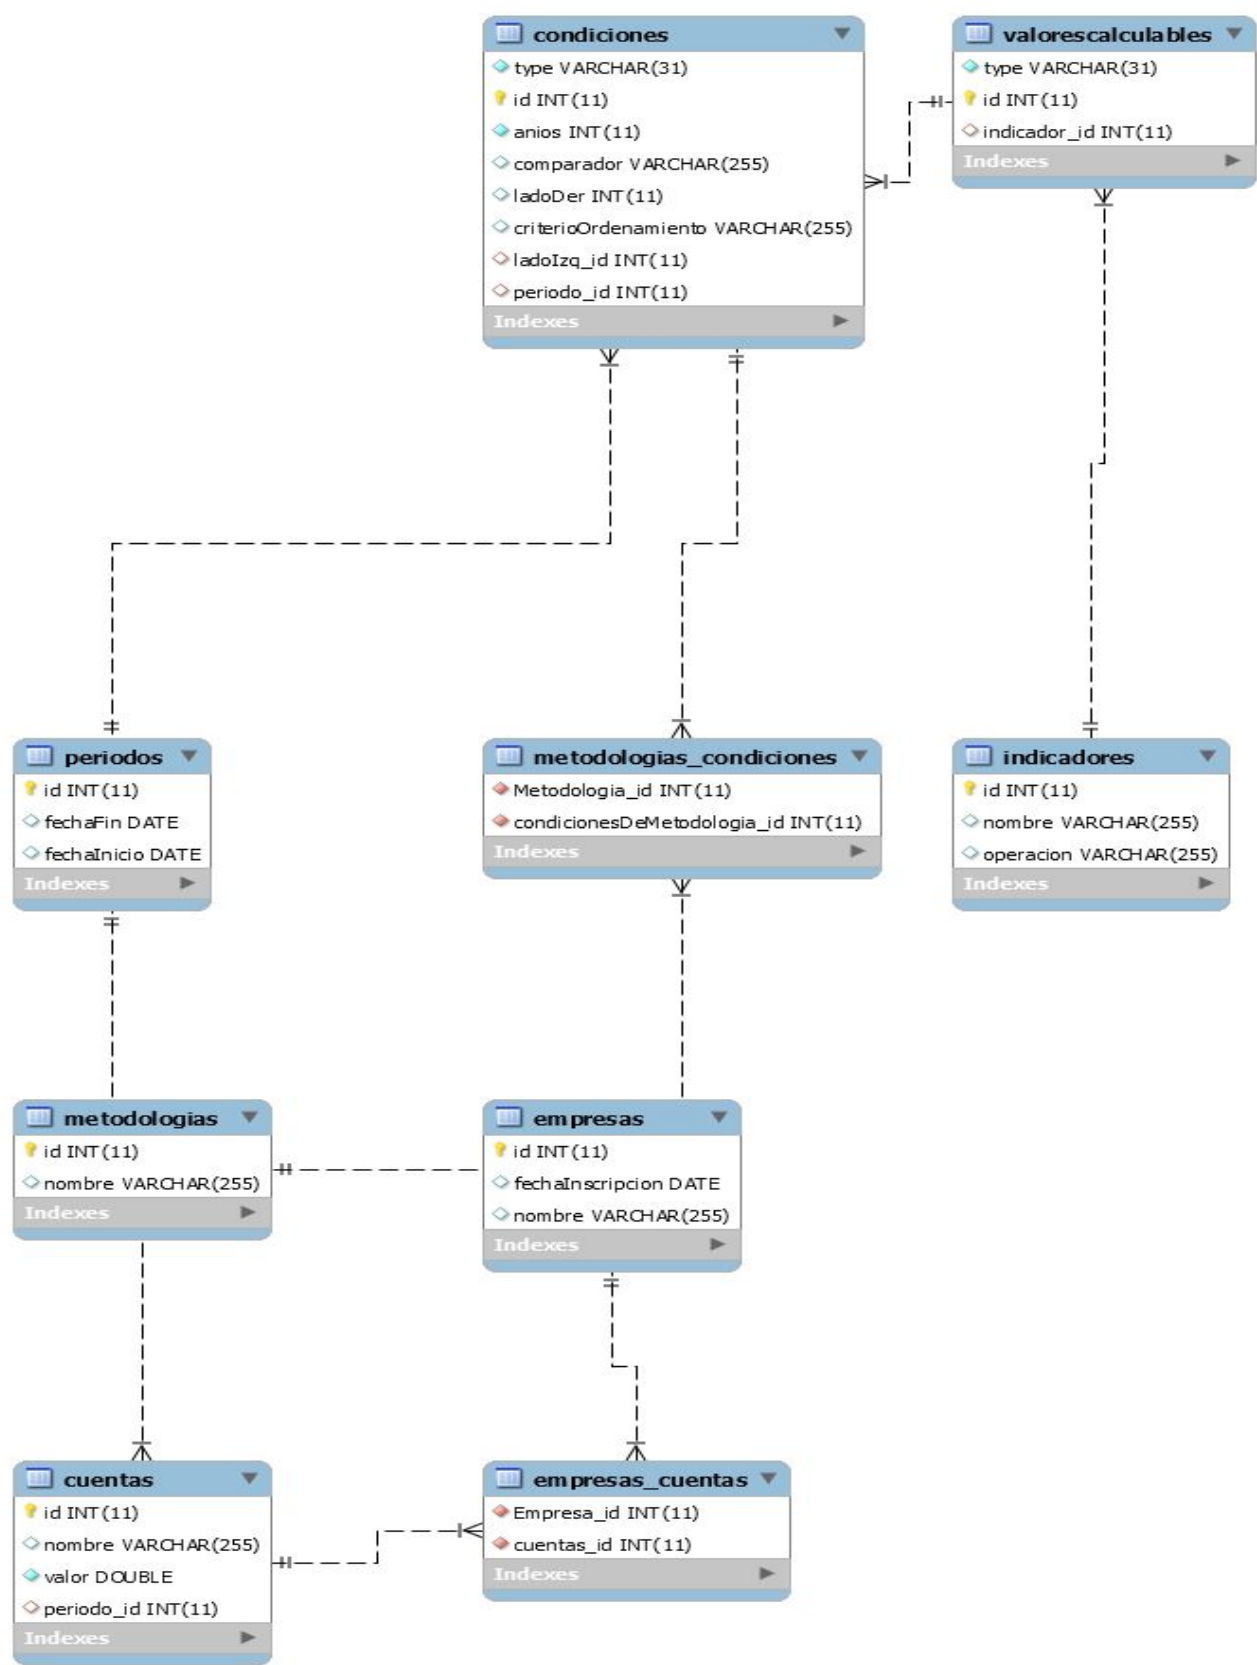 condiciones
type VARCHAR(31)
id INT(11)
anios INT(11)
comparador VARCHAR(255)
ladoDer INT(11)
criterioOrdenamiento VARCHAR(255)
ladoIzq_id INT(11)
periodo_id INT(11)
Indexes
valorescalculables
type VARCHAR(31)
id INT(11)
indicador_id INT(11)
Indexes
periodos
id INT(11)
fechaFin DATE
fechaInicio DATE
Indexes
metodologias_condiciones
Metodologia_id INT(11)
condicionesDeMetodologia_id INT(11)
Indexes
indicadores
id INT(11)
nombre VARCHAR(255)
operacion VARCHAR(255)
Indexes
metodologias
id INT(11)
nombre VARCHAR(255)
Indexes
empresas
id INT(11)
fechaInscripcion DATE
nombre VARCHAR(255)
Indexes
cuentas
id INT(11)
nombre VARCHAR(255)
valor DOUBLE
periodo_id INT(11)
Indexes
empresas_cuentas
Empresa_id INT(11)
cuentas_id INT(11)
Indexes